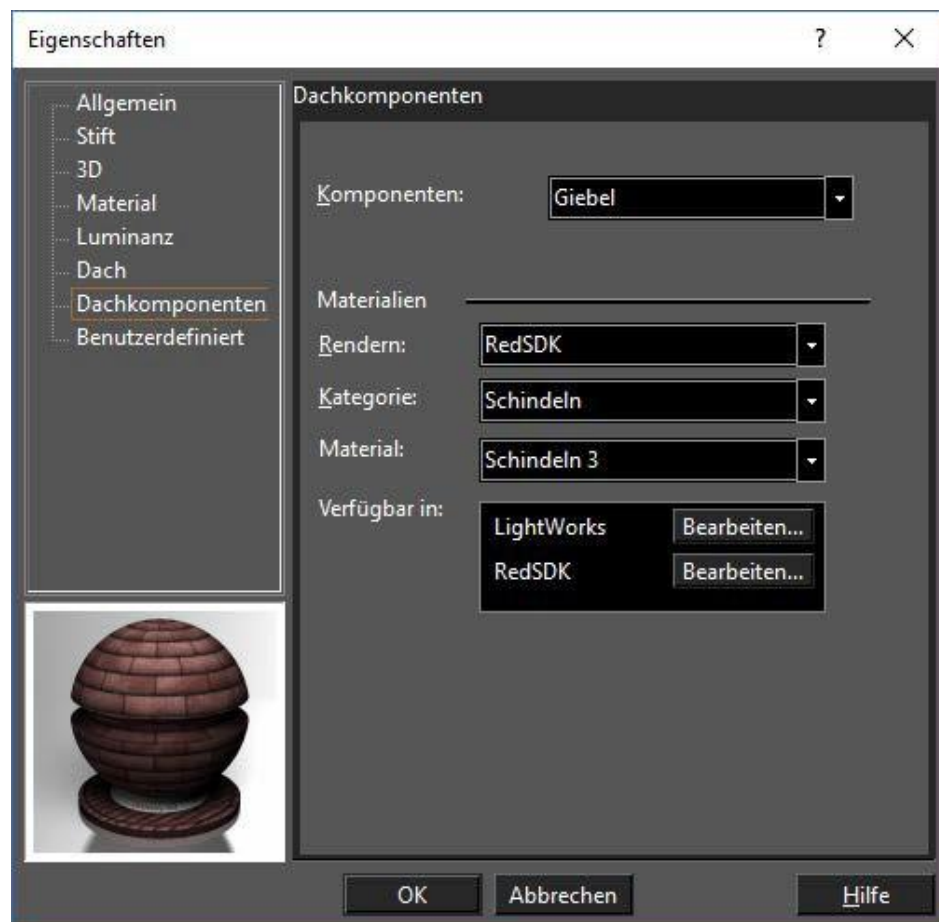 Eigenschaften
?
Allgemein
Stift
3D
Material
Luminanz
Dach
Dachkomponenten
Benutzerdefiniert
Dachkomponenten
Komponenten: Giebel
Materialien
Rendern: RedSDK
Kategorie: Schindeln
Material: Schindeln 3
Verfügbar in:
LightWorks Bearbeiten...
RedSDK Bearbeiten...
OK Abbrechen Hilfe